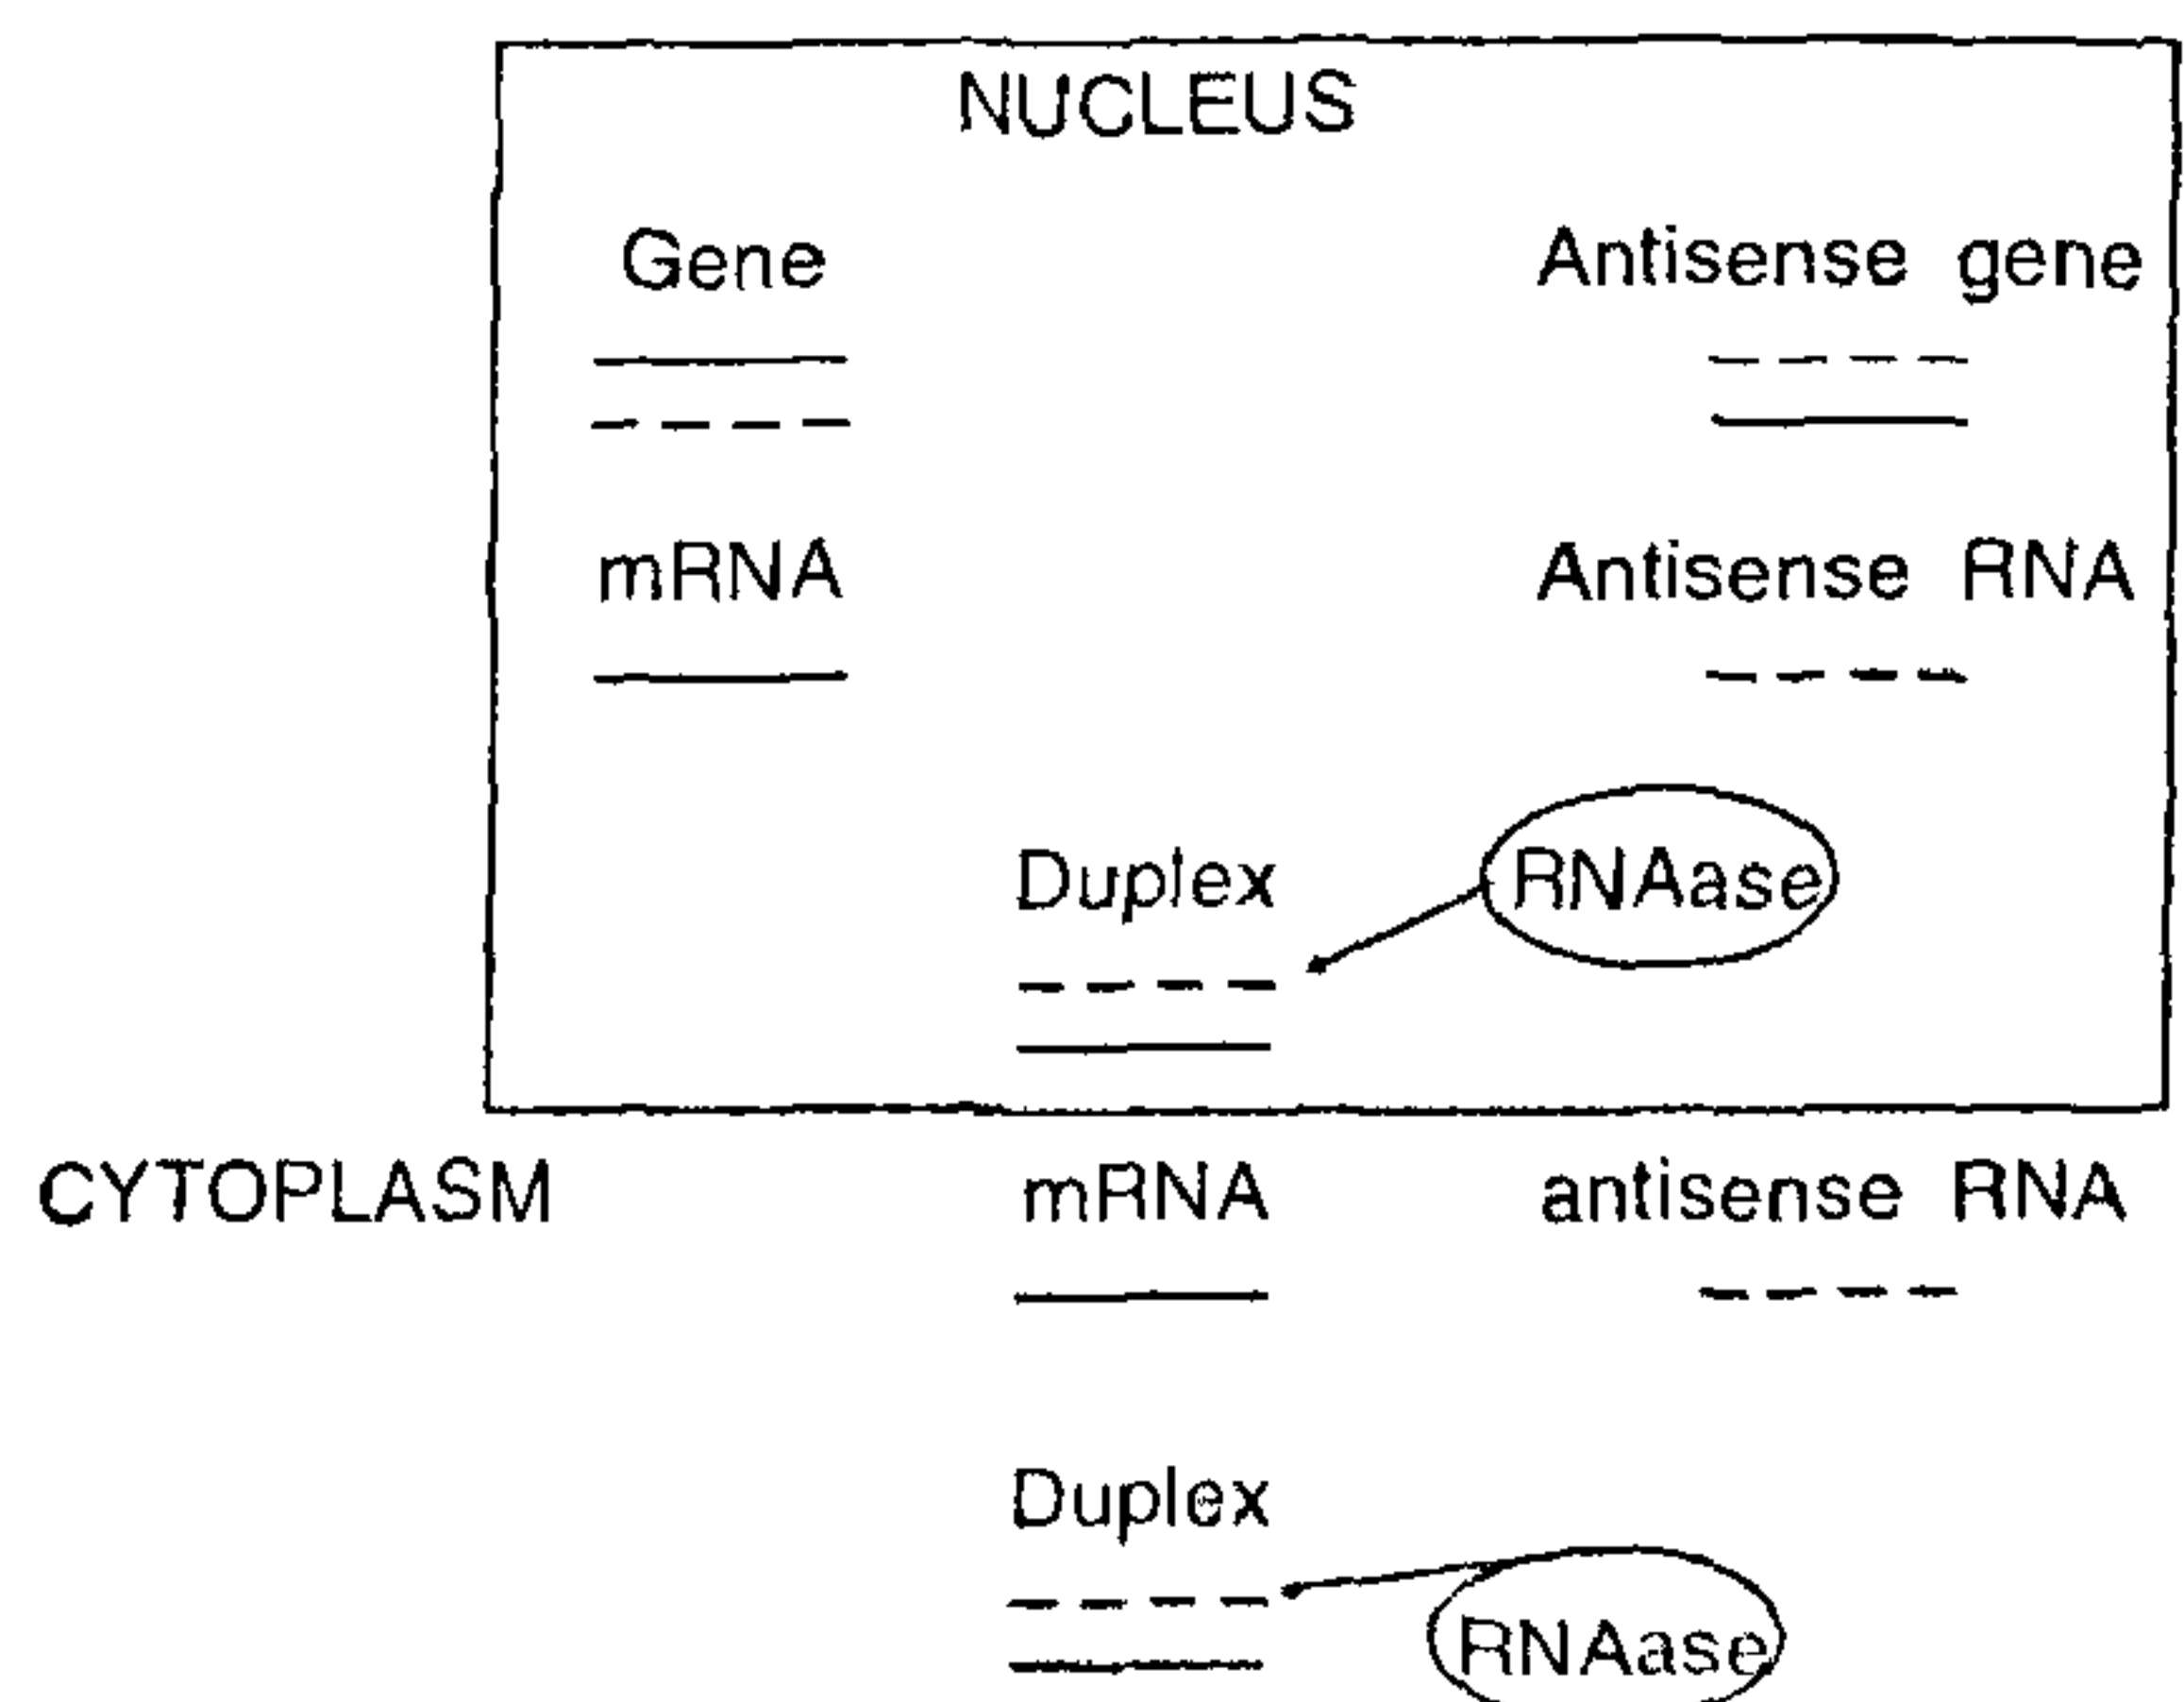 NUCLEUS
Gene Antisense gene
mRNA Antisense RNA
Duplex RNAase
CYTOPLASM mRNA antisense RNA
Duplex
RNAase